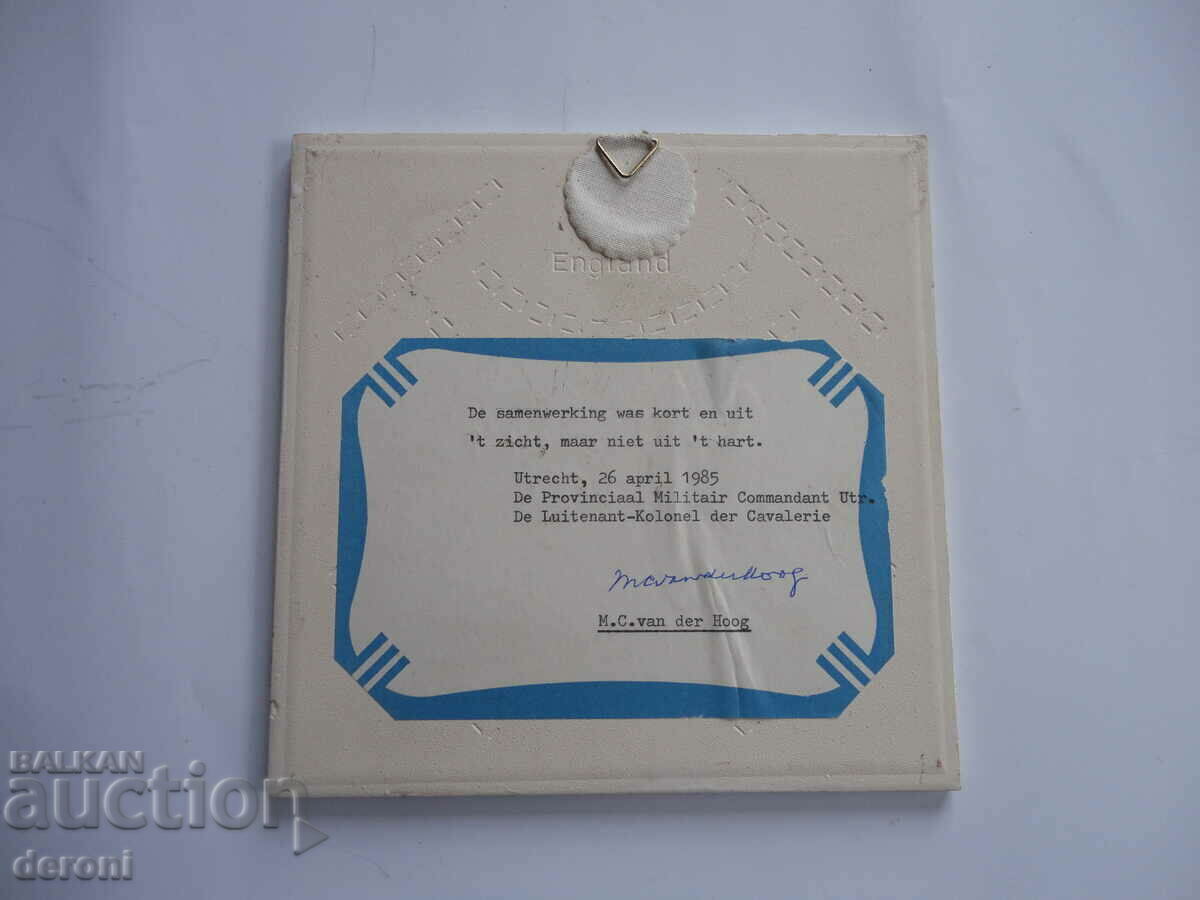 England
De samenwerking was kort en uit
't zicht, maar niet uit 't hart.
Utrecht, 26 april 1985
De Provinciaal Militair Commandant Utr.
De Luitenant-Kolonel der Cavalerie
MCvanderHoog
M.C.van der Hoog
BALKAN
auction
deroni